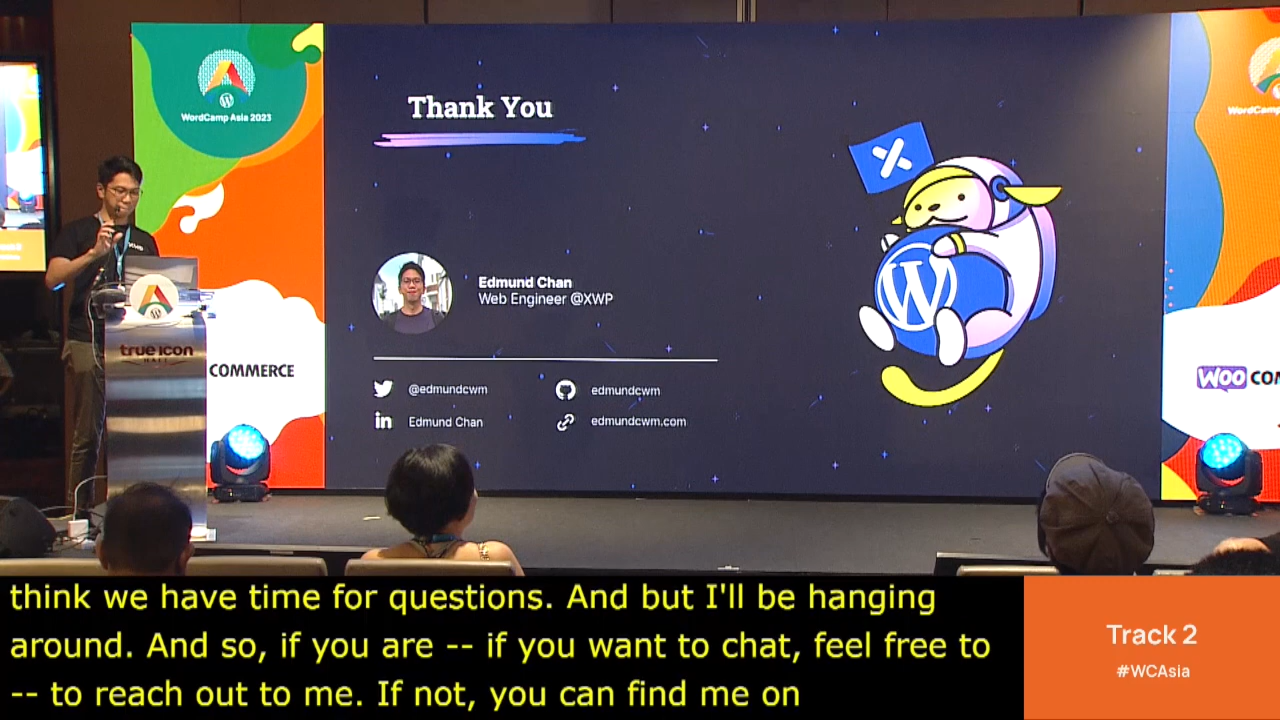 WordCamp Asia 2023
Thank You
Edmund Chan
Web Engineer @XWP
@edmundcwm
edmundcwm
Edmund Chan
edmundcwm.com
true icon
HALL
COMMERCE
WOO COM
think we have time for questions. And but I'll be hanging
around. And so, if you are -- if you want to chat, feel free to
-- to reach out to me. If not, you can find me on
Track 2
#WCAsia